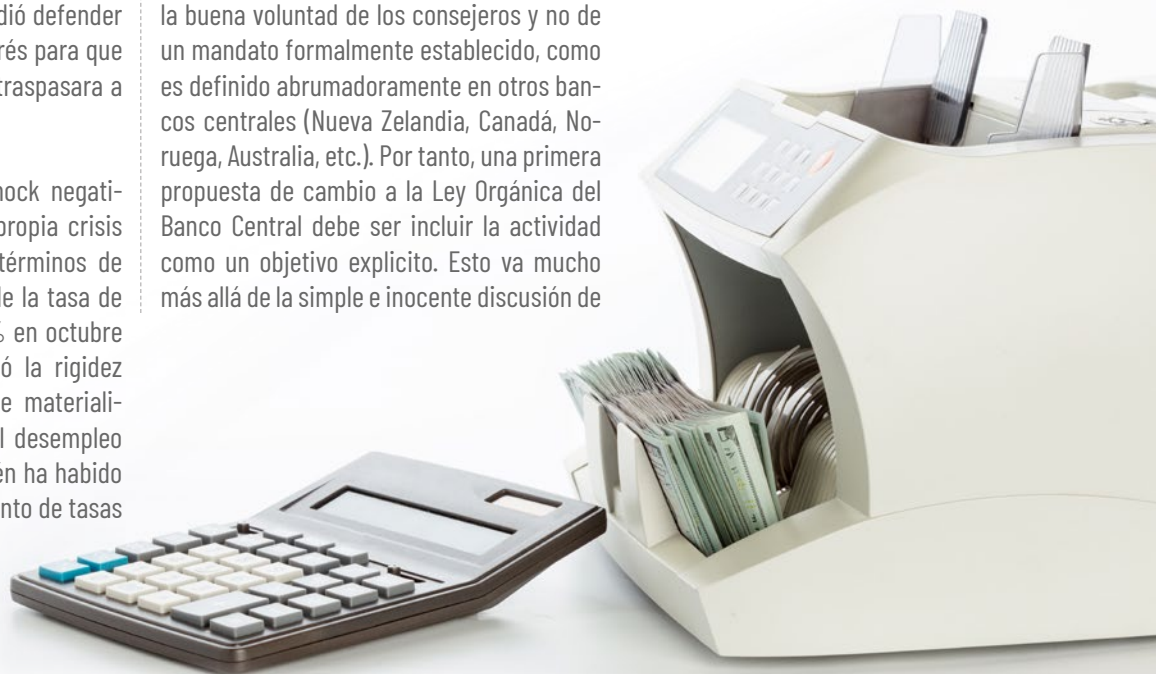 dió defender
rés para que
traspasara a
nock negati-
propia crisis
términos de
de la tasa de
% en octubre
ó la rigidez
e materiali-
l desempleo
én ha habido
nto de tasas
la buena voluntad de los consejeros y no de
un mandato formalmente establecido, como
es definido abrumadoramente en otros ban-
cos centrales (Nueva Zelandia, Canadá, No-
ruega, Australia, etc.). Por tanto, una primera
propuesta de cambio a la Ley Orgánica del
Banco Central debe ser incluir la actividad
como un objetivo explicito. Esto va mucho
más allá de la simple e inocente discusión de